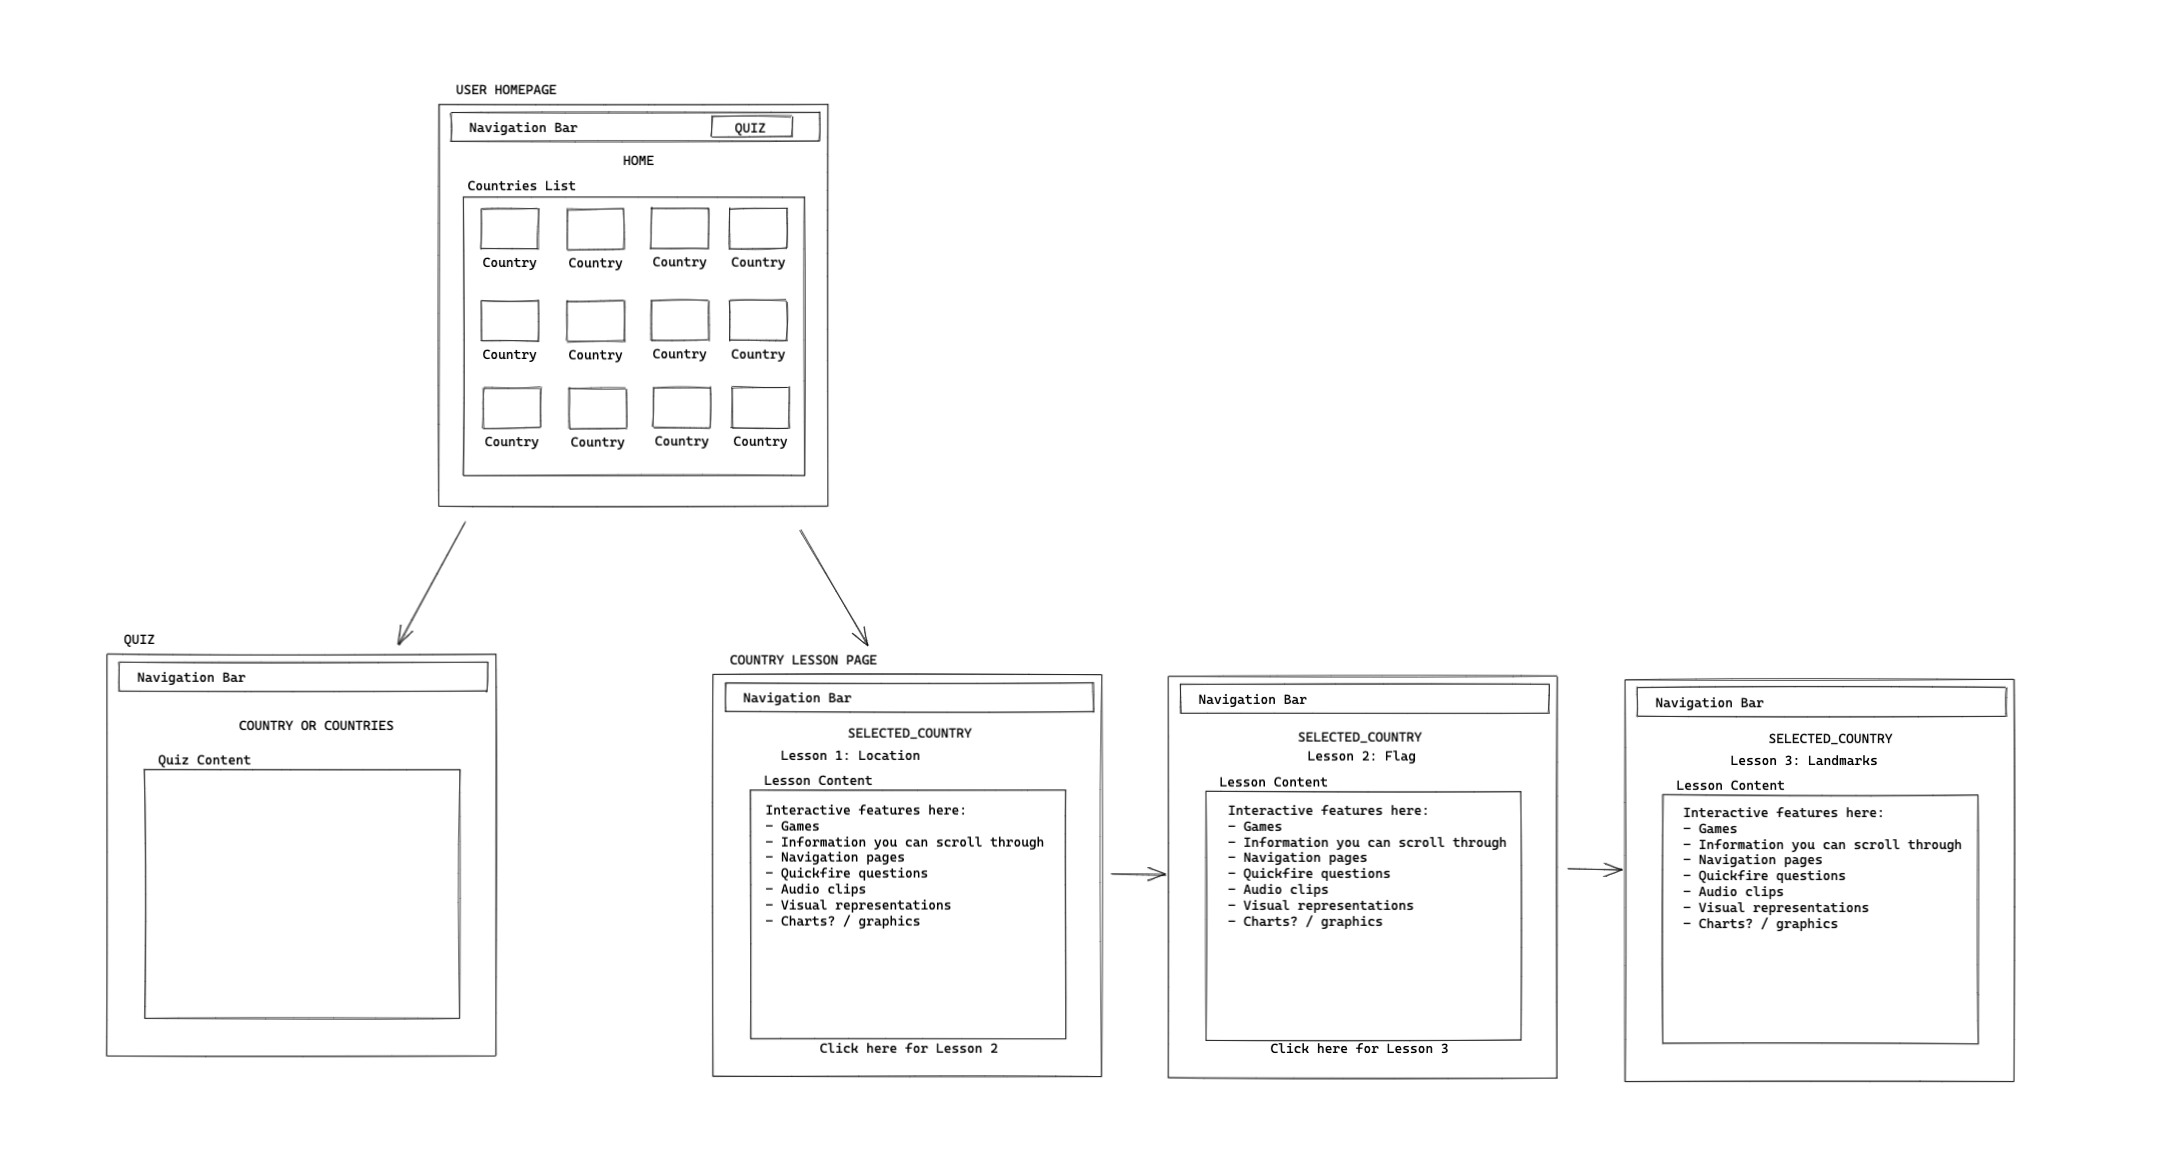 USER HOMEPAGE
Navigation Bar QUIZ
HOME
Countries List
Country Country Country Country
Country Country Country Country
Country Country Country Country
QUIZ
Navigation Bar
COUNTRY OR COUNTRIES
Quiz Content
COUNTRY LESSON PAGE
Navigation Bar
SELECTED_COUNTRY
Lesson 1: Location
Lesson Content
Interactive features here:
- Games
- Information you can scroll through
- Navigation pages
- Quickfire questions
- Audio clips
- Visual representations
- Charts? / graphics
Click here for Lesson 2
Navigation Bar
SELECTED_COUNTRY
Lesson 2: Flag
Lesson Content
Interactive features here:
- Games
- Information you can scroll through
- Navigation pages
- Quickfire questions
- Audio clips
- Visual representations
- Charts? / graphics
Click here for Lesson 3
Navigation Bar
SELECTED_COUNTRY
Lesson 3: Landmarks
Lesson Content
Interactive features here:
- Games
- Information you can scroll through
- Navigation pages
- Quickfire questions
- Audio clips
- Visual representations
- Charts? / graphics